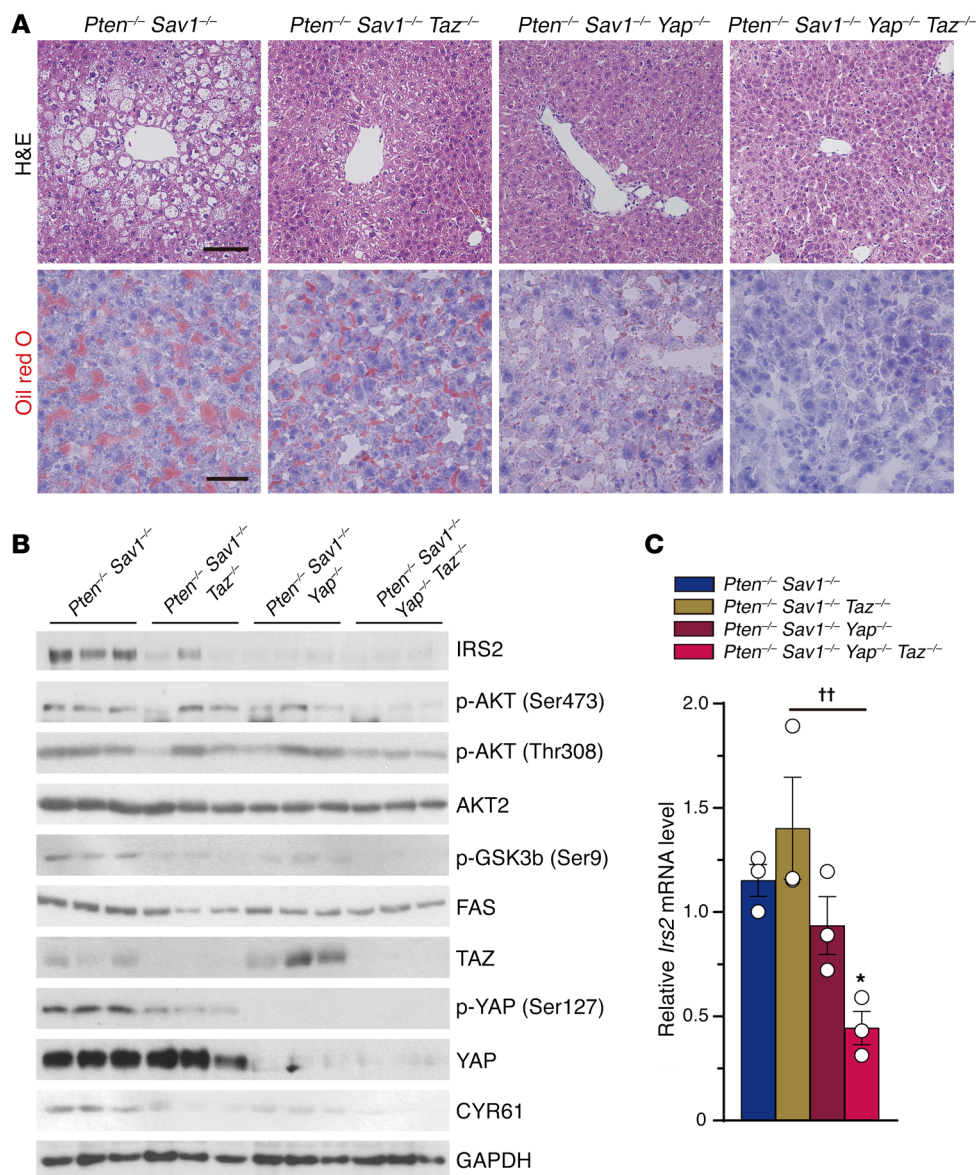 A
Pten⁻/⁻ Sav1⁻/⁻
Pten⁻/⁻ Sav1⁻/⁻ Taz⁻/⁻
Pten⁻/⁻ Sav1⁻/⁻ Yap⁻/⁻
Pten⁻/⁻ Sav1⁻/⁻ Yap⁻/⁻ Taz⁻/⁻
H&E
Oil red O
B
Pten⁻/⁻ Sav1⁻/⁻
Pten⁻/⁻ Sav1⁻/⁻
Taz⁻/⁻
Pten⁻/⁻ Sav1⁻/⁻
Yap⁻/⁻
Pten⁻/⁻ Sav1⁻/⁻
Yap⁻/⁻ Taz⁻/⁻
IRS2
p-AKT (Ser473)
p-AKT (Thr308)
AKT2
p-GSK3b (Ser9)
FAS
TAZ
p-YAP (Ser127)
YAP
CYR61
GAPDH
C
Pten⁻/⁻ Sav1⁻/⁻
Pten⁻/⁻ Sav1⁻/⁻ Taz⁻/⁻
Pten⁻/⁻ Sav1⁻/⁻ Yap⁻/⁻
Pten⁻/⁻ Sav1⁻/⁻ Yap⁻/⁻ Taz⁻/⁻
Relative Irs2 mRNA level
2.0
1.5
1.0
0.5
0
††
*